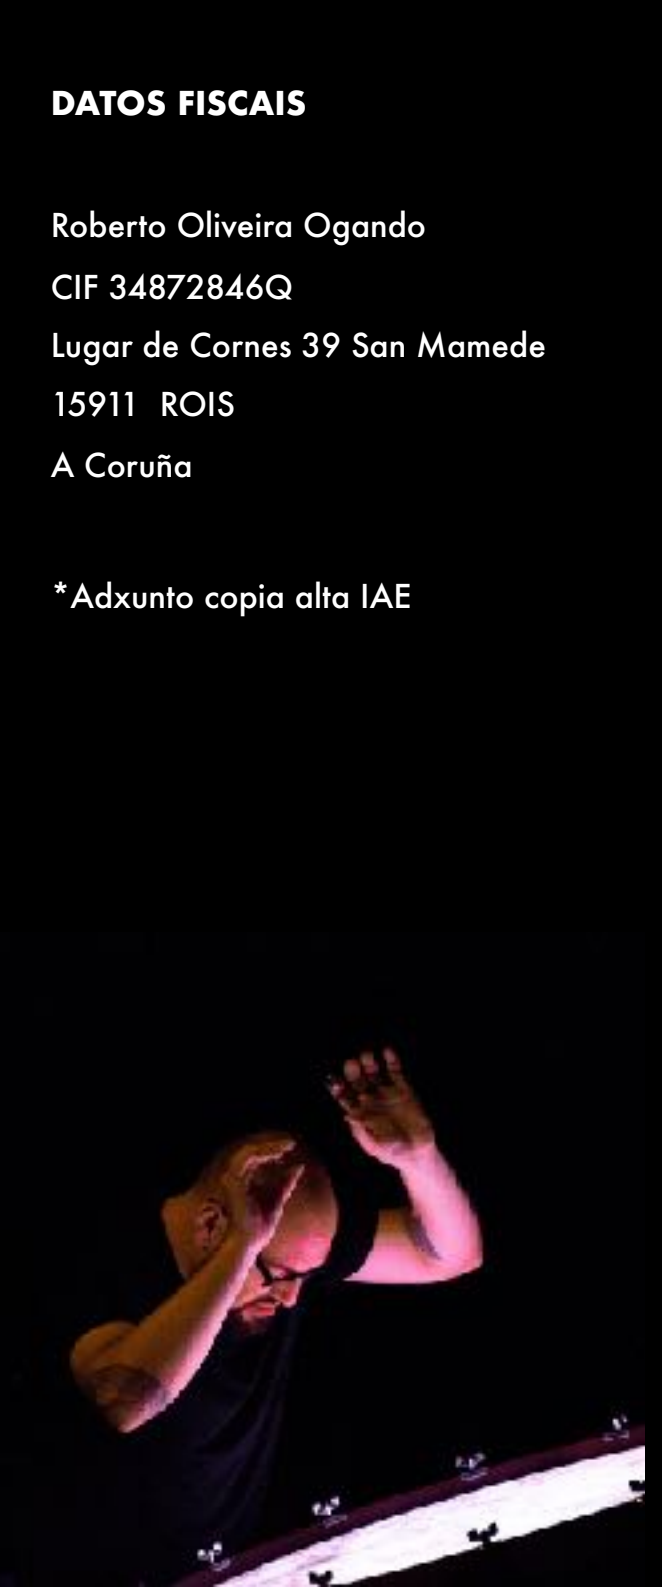 DATOS FISCAIS
Roberto Oliveira Ogando
CIF 34872846Q
Lugar de Cornes 39 San Mamede
15911 ROIS
A Coruña
*Adxunto copia alta IAE